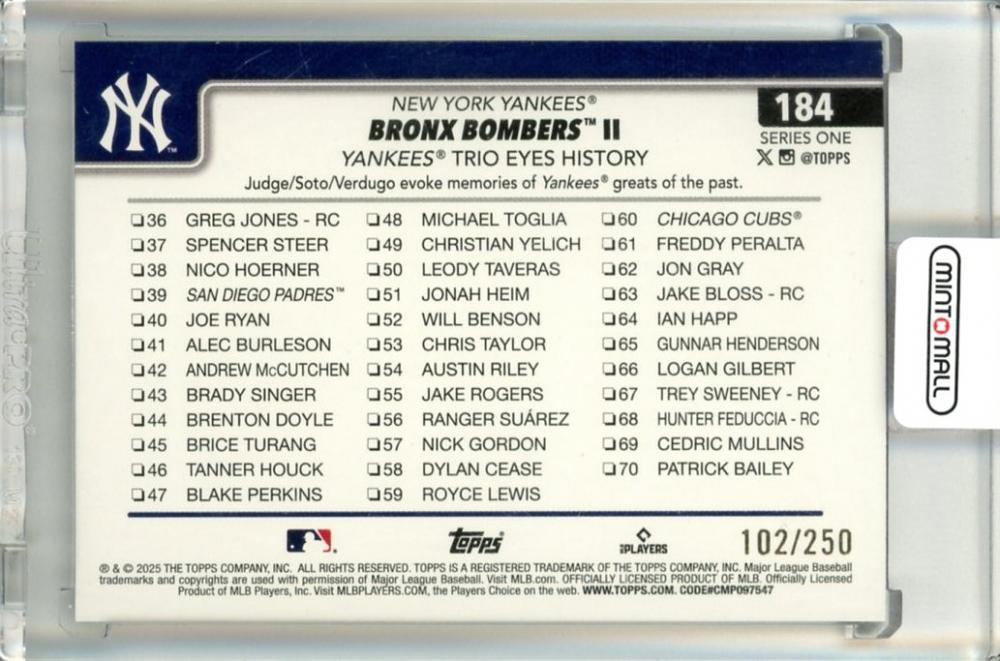 NY
™
184
NEW YORK YANKEES®
BRONX BOMBERS™ II
SERIES ONE
YANKEES® TRIO EYES HISTORY
X @TOPPS
Judge/Soto/Verdugo evoke memories of Yankees® greats of the past.
❏36 GREG JONES - RC ❏48 MICHAEL TOGLIA ❏60 CHICAGO CUBS®
❏37 SPENCER STEER ❏49 CHRISTIAN YELICH ❏61 FREDDY PERALTA
❏38 NICO HOERNER ❏50 LEODY TAVERAS ❏62 JON GRAY
❏39 SAN DIEGO PADRES™ ❏51 JONAH HEIM ❏63 JAKE BLOSS - RC
❏40 JOE RYAN ❏52 WILL BENSON ❏64 IAN HAPP
❏41 ALEC BURLESON ❏53 CHRIS TAYLOR ❏65 GUNNAR HENDERSON
❏42 ANDREW McCUTCHEN ❏54 AUSTIN RILEY ❏66 LOGAN GILBERT
❏43 BRADY SINGER ❏55 JAKE ROGERS ❏67 TREY SWEENEY - RC
❏44 BRENTON DOYLE ❏56 RANGER SUÁREZ ❏68 HUNTER FEDUCCIA - RC
❏45 BRICE TURANG ❏57 NICK GORDON ❏69 CEDRIC MULLINS
❏46 TANNER HOUCK ❏58 DYLAN CEASE ❏70 PATRICK BAILEY
❏47 BLAKE PERKINS ❏59 ROYCE LEWIS
Topps®
PLAYERS
102/250
® & © 2025 THE TOPPS COMPANY, INC. ALL RIGHTS RESERVED. TOPPS IS A REGISTERED TRADEMARK OF THE TOPPS COMPANY, INC. Major League Baseball
trademarks and copyrights are used with permission of Major League Baseball. Visit MLB.com. OFFICIALLY LICENSED PRODUCT OF MLB. Officially Licensed
Product of MLB Players, Inc. Visit MLBPLAYERS.COM, the Players Choice on the web. WWW.TOPPS.COM. CODE#CMP097547
MINT MALL
Ultra PRO®